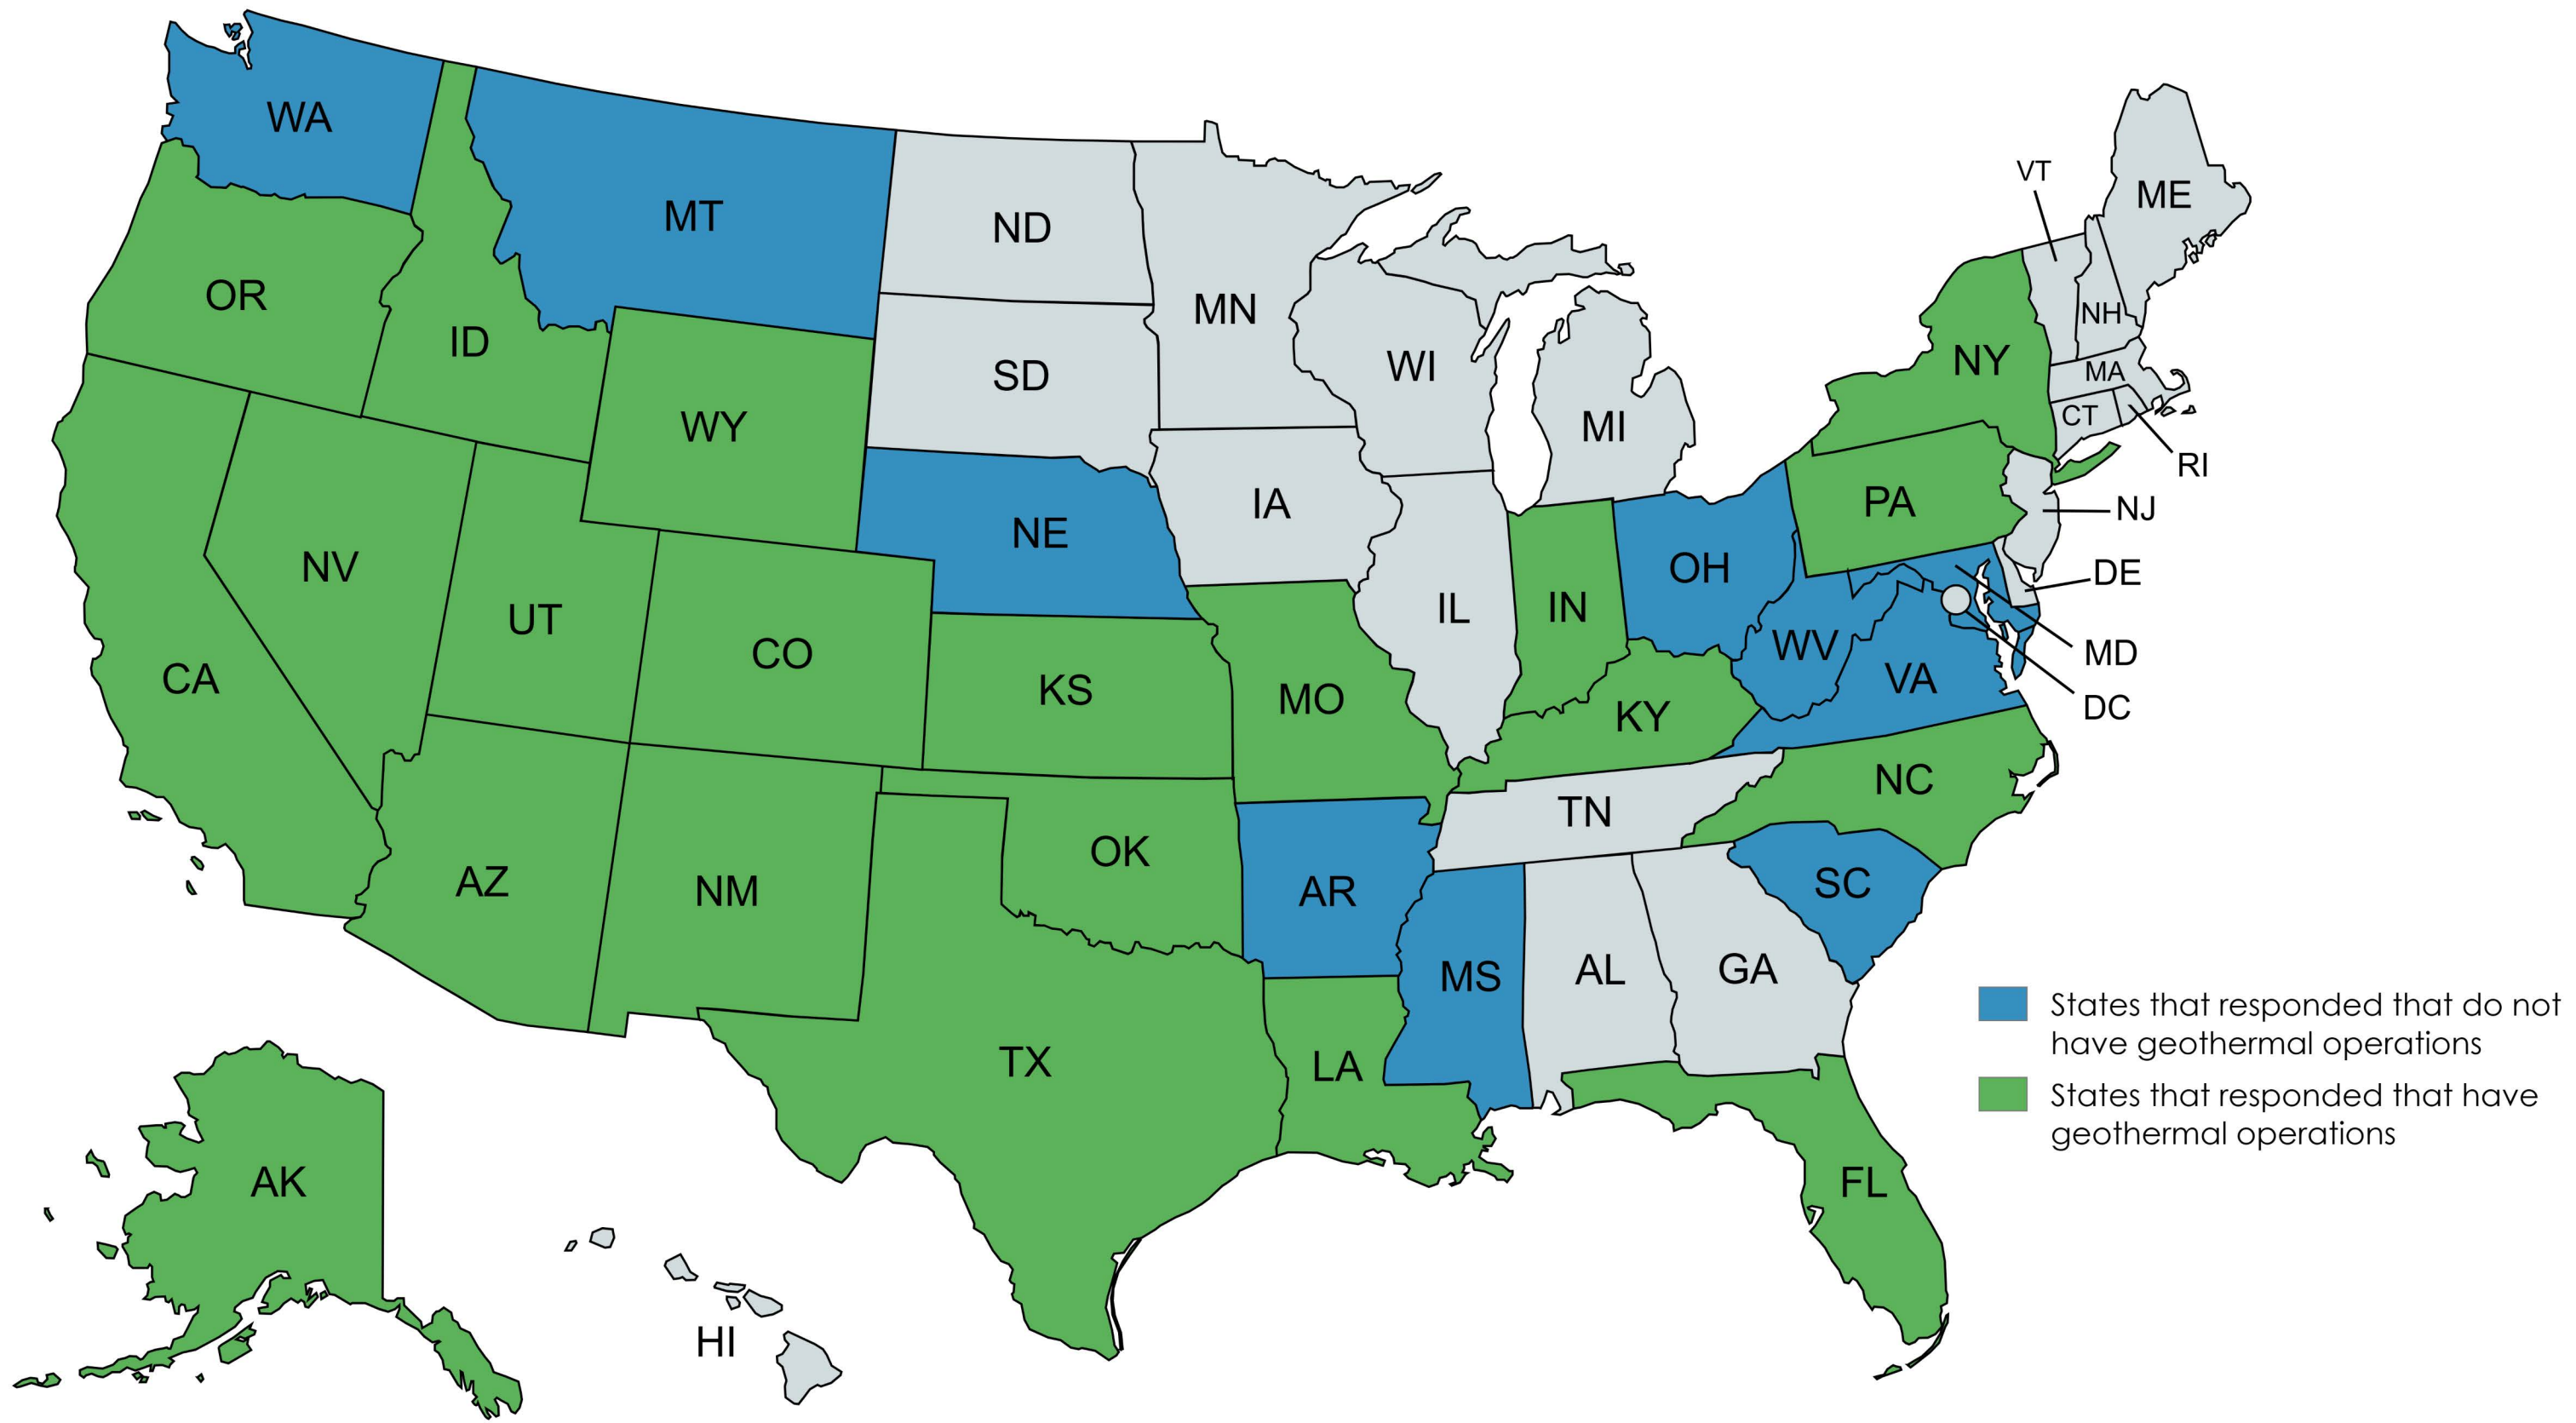 WA
MT
ND
MN
VT
ME
OR
ID
SD
WI
NH
NY
MA
WY
MI
CT
RI
NE
IA
PA
NJ
NV
UT
OH
DE
IL
IN
CO
WV
MD
CA
KS
MO
VA
KY
DC
NC
TN
OK
AZ
NM
AR
SC
MS
AL
GA
TX
LA
States that responded that do not
have geothermal operations
States that responded that have
geothermal operations
AK
FL
HI